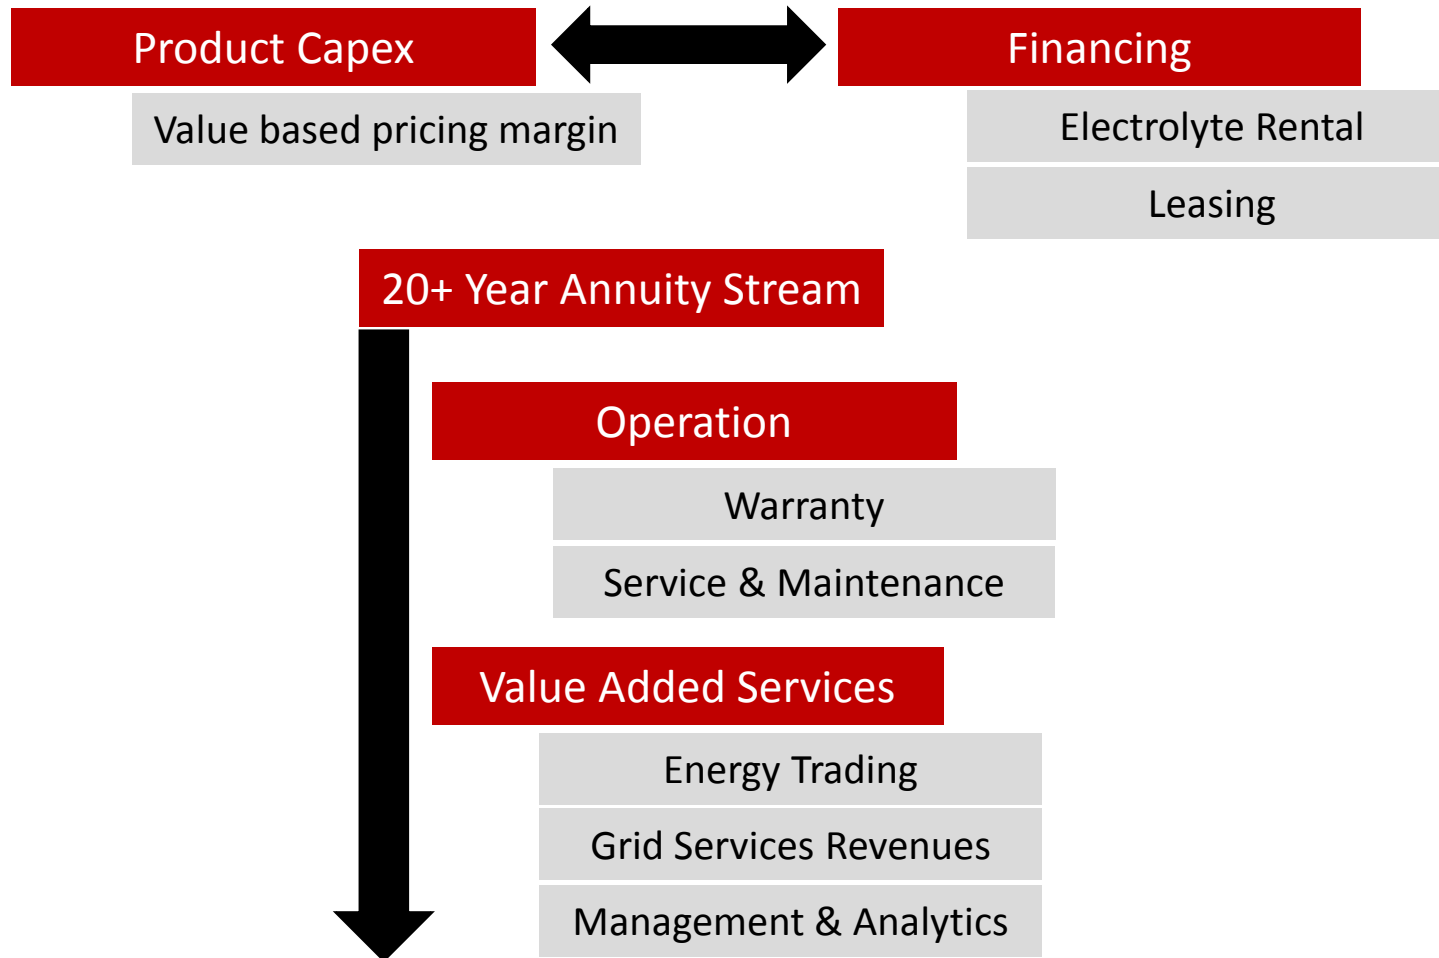 Product Capex
Financing
Value based pricing margin
Electrolyte Rental
Leasing
20+ Year Annuity Stream
Operation
Warranty
Service & Maintenance
Value Added Services
Energy Trading
Grid Services Revenues
Management & Analytics